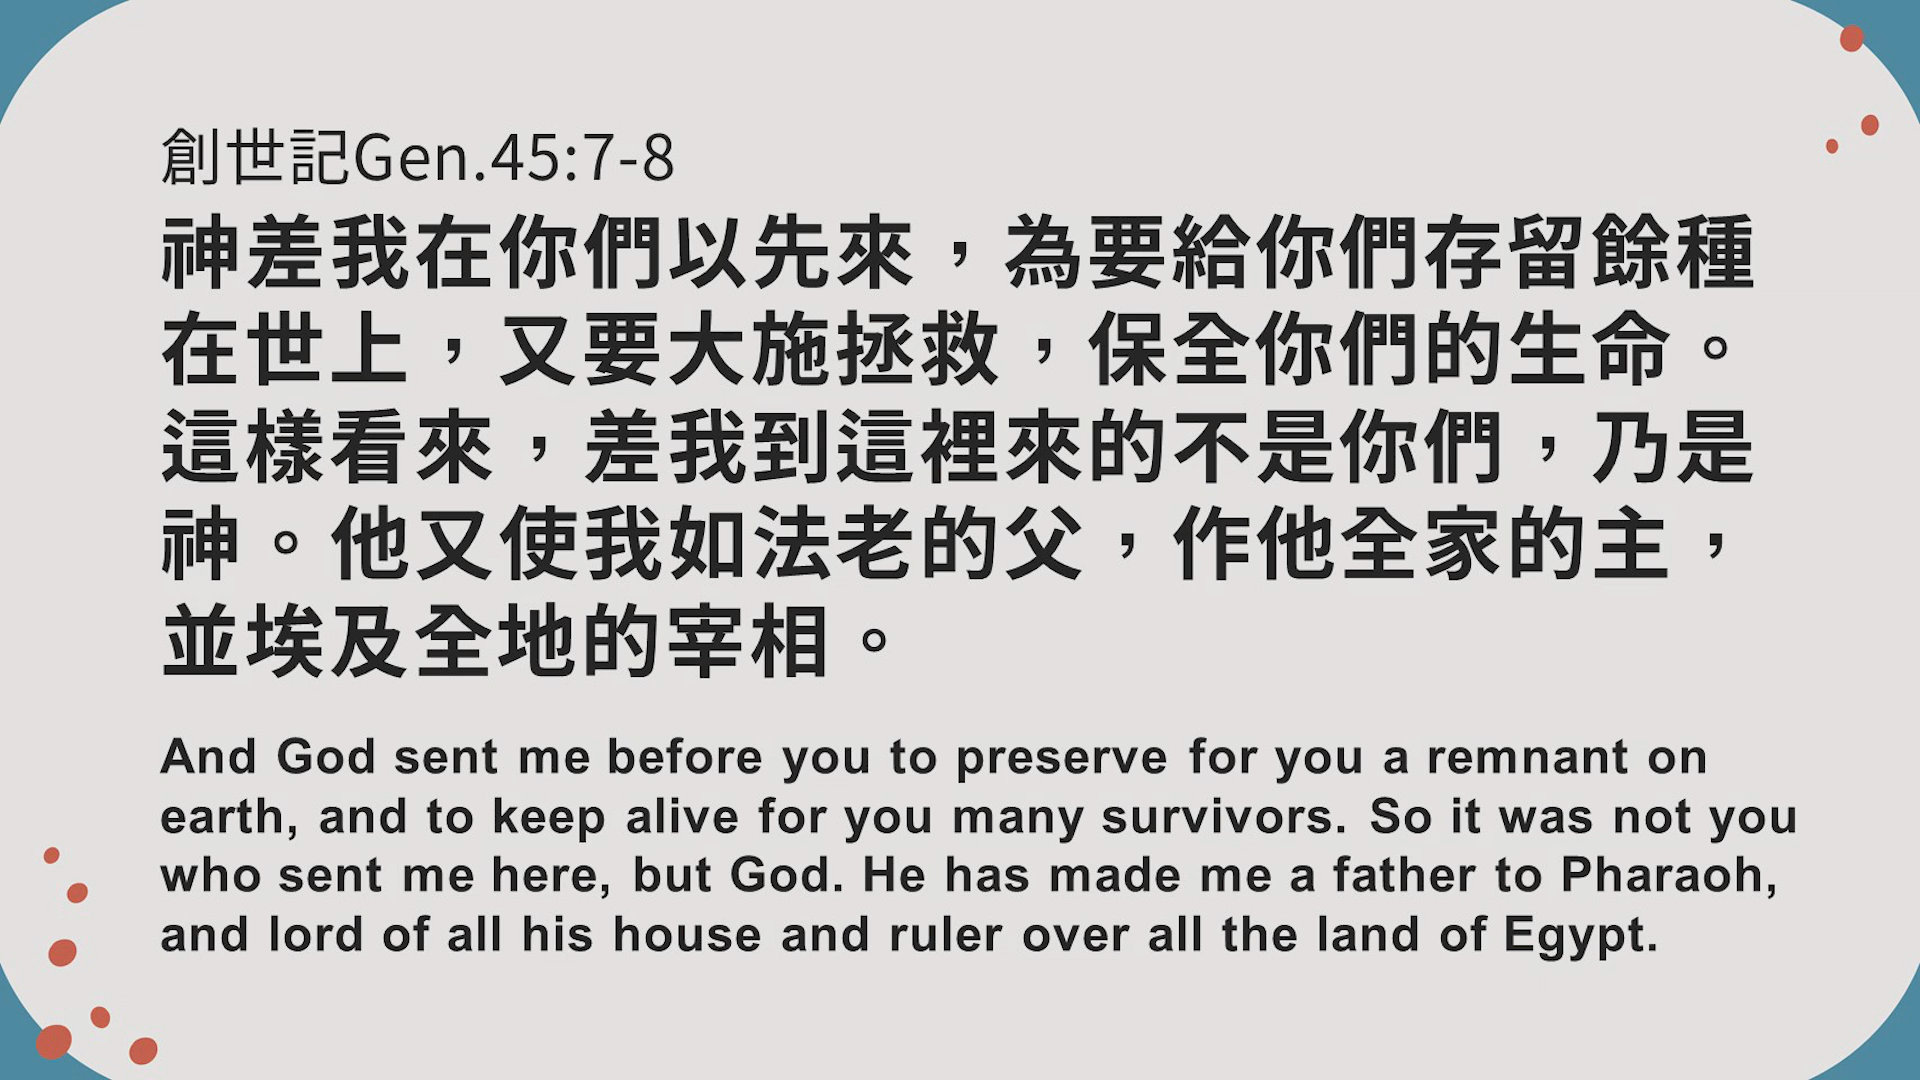 創世記Gen.45:7-8
神差我在你們以先來，為要給你們存留餘種
在世上，又要大施拯救，保全你們的生命。
這樣看來，差我到這裡來的不是你們，乃是
神。他又使我如法老的父，作他全家的主，
並埃及全地的宰相。
And God sent me before you to preserve for you a remnant on
earth, and to keep alive for you many survivors. So it was not you
who sent me here, but God. He has made me a father to Pharaoh,
and lord of all his house and ruler over all the land of Egypt.